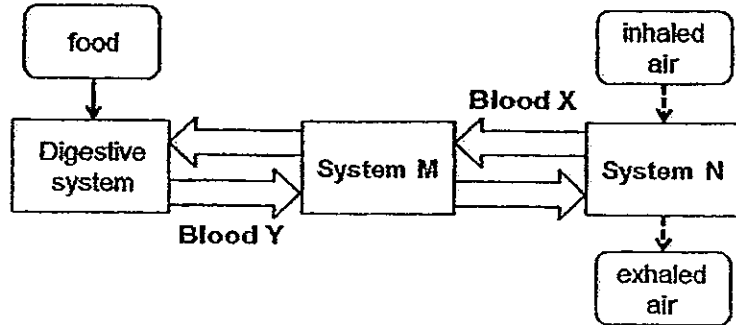 food
inhaled
air
Blood X
Digestive
system
System M
System N
Blood Y
exhaled
air